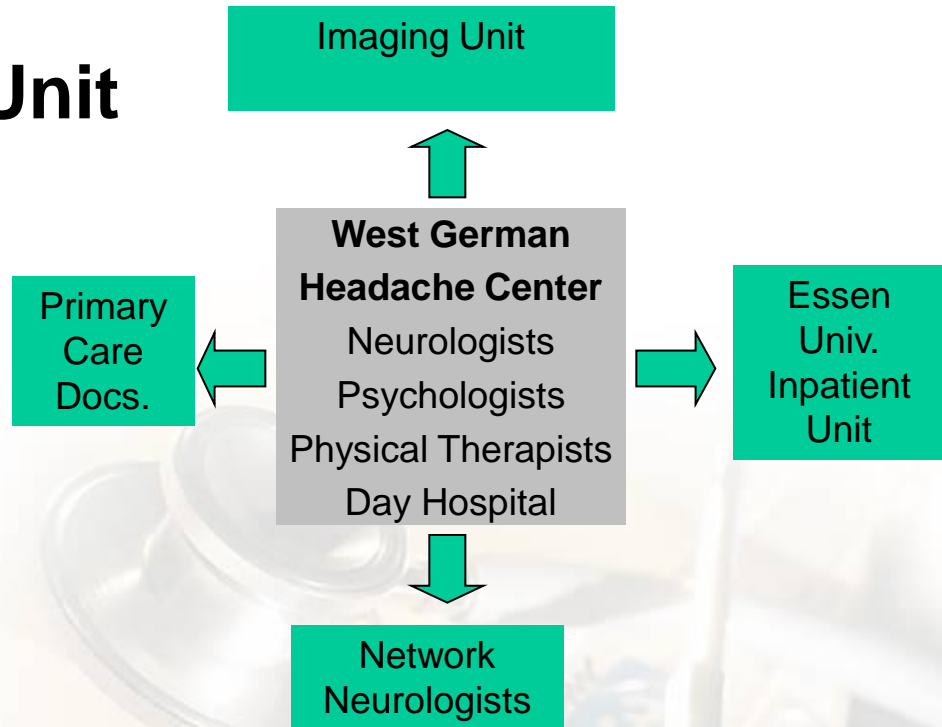 Imaging Unit
Unit
West German
Headache Center
Neurologists
Psychologists
Physical Therapists
Day Hospital
Primary
Care
Docs.
Essen
Univ.
Inpatient
Unit
Network
Neurologists